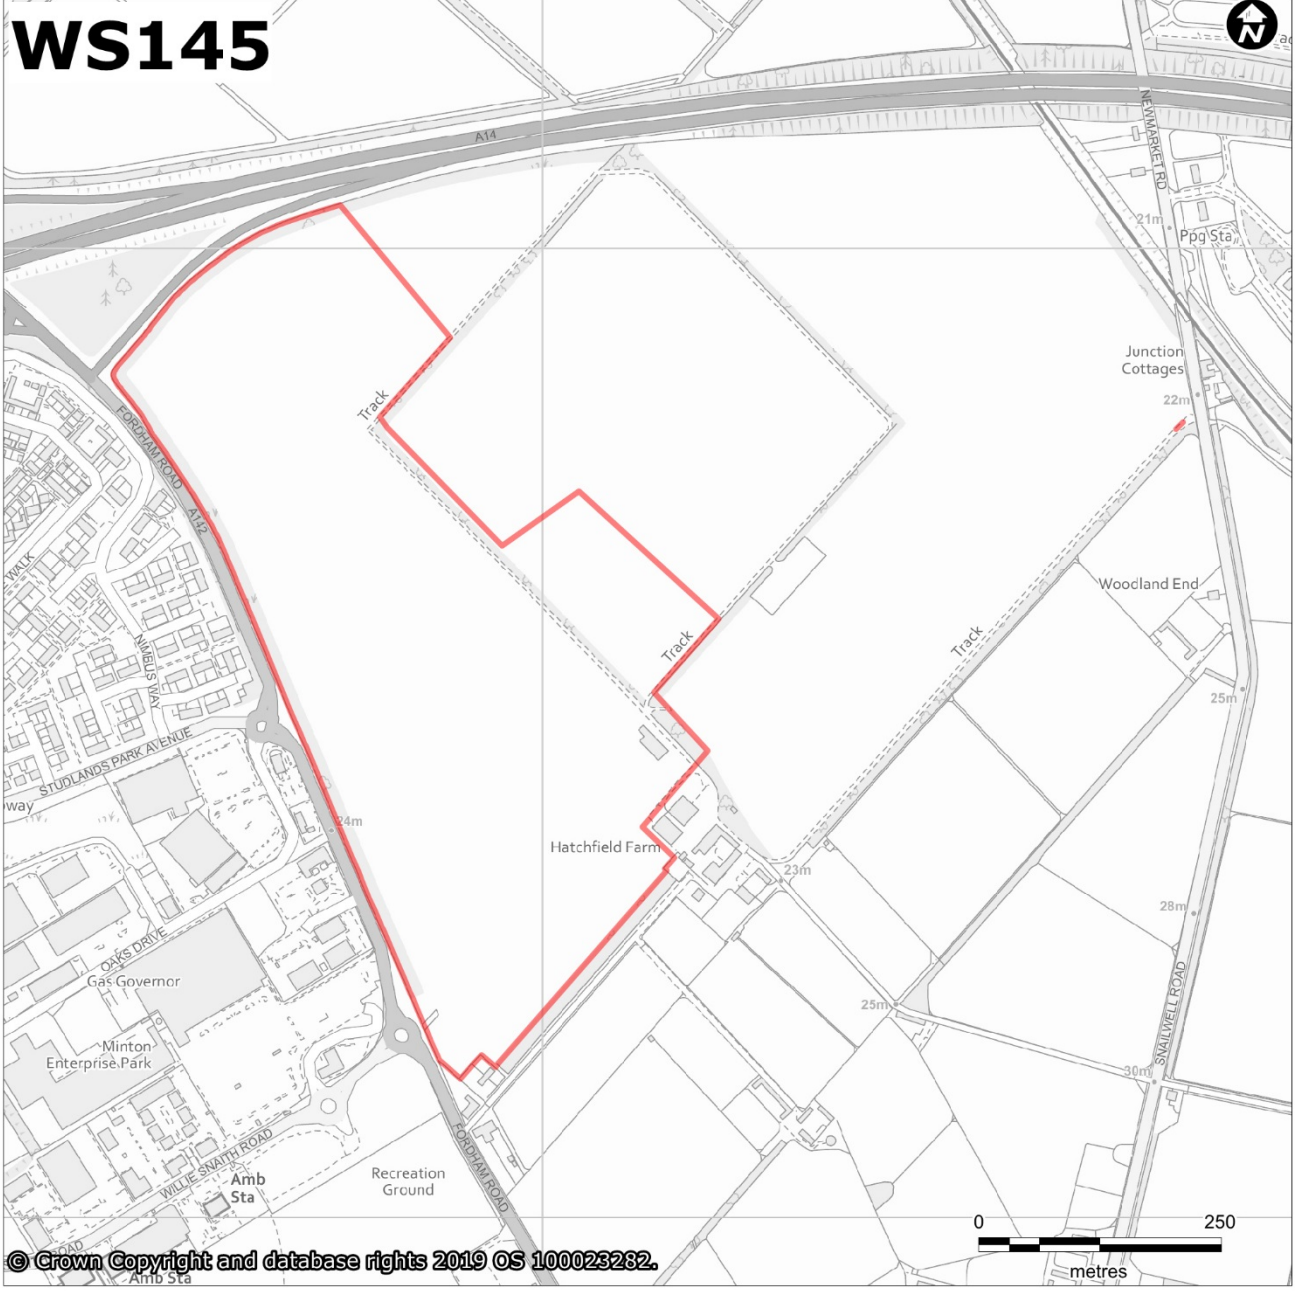 WS145
N
A14
NEWMARKET RD
21m
Ppg Sta
Junction
Cottages
22m
Track
FORDHAM ROAD
A142
WALK
Woodland End
Track
Track
NIMBUS WAY
25m
STUDLANDS PARK AVENUE
way
24m
Hatchfield Farm
23m
28m
OAKS DRIVE
Gas Governor
25m
SNAILWELL ROAD
Minton
Enterprise Park
30m
FORDHAM ROAD
WILLIE SNAITH ROAD
Recreation
Ground
Amb
Sta
0 250
metres
ROAD
© Crown Copyright and database rights 2019 OS 100023282.
Amb Sta